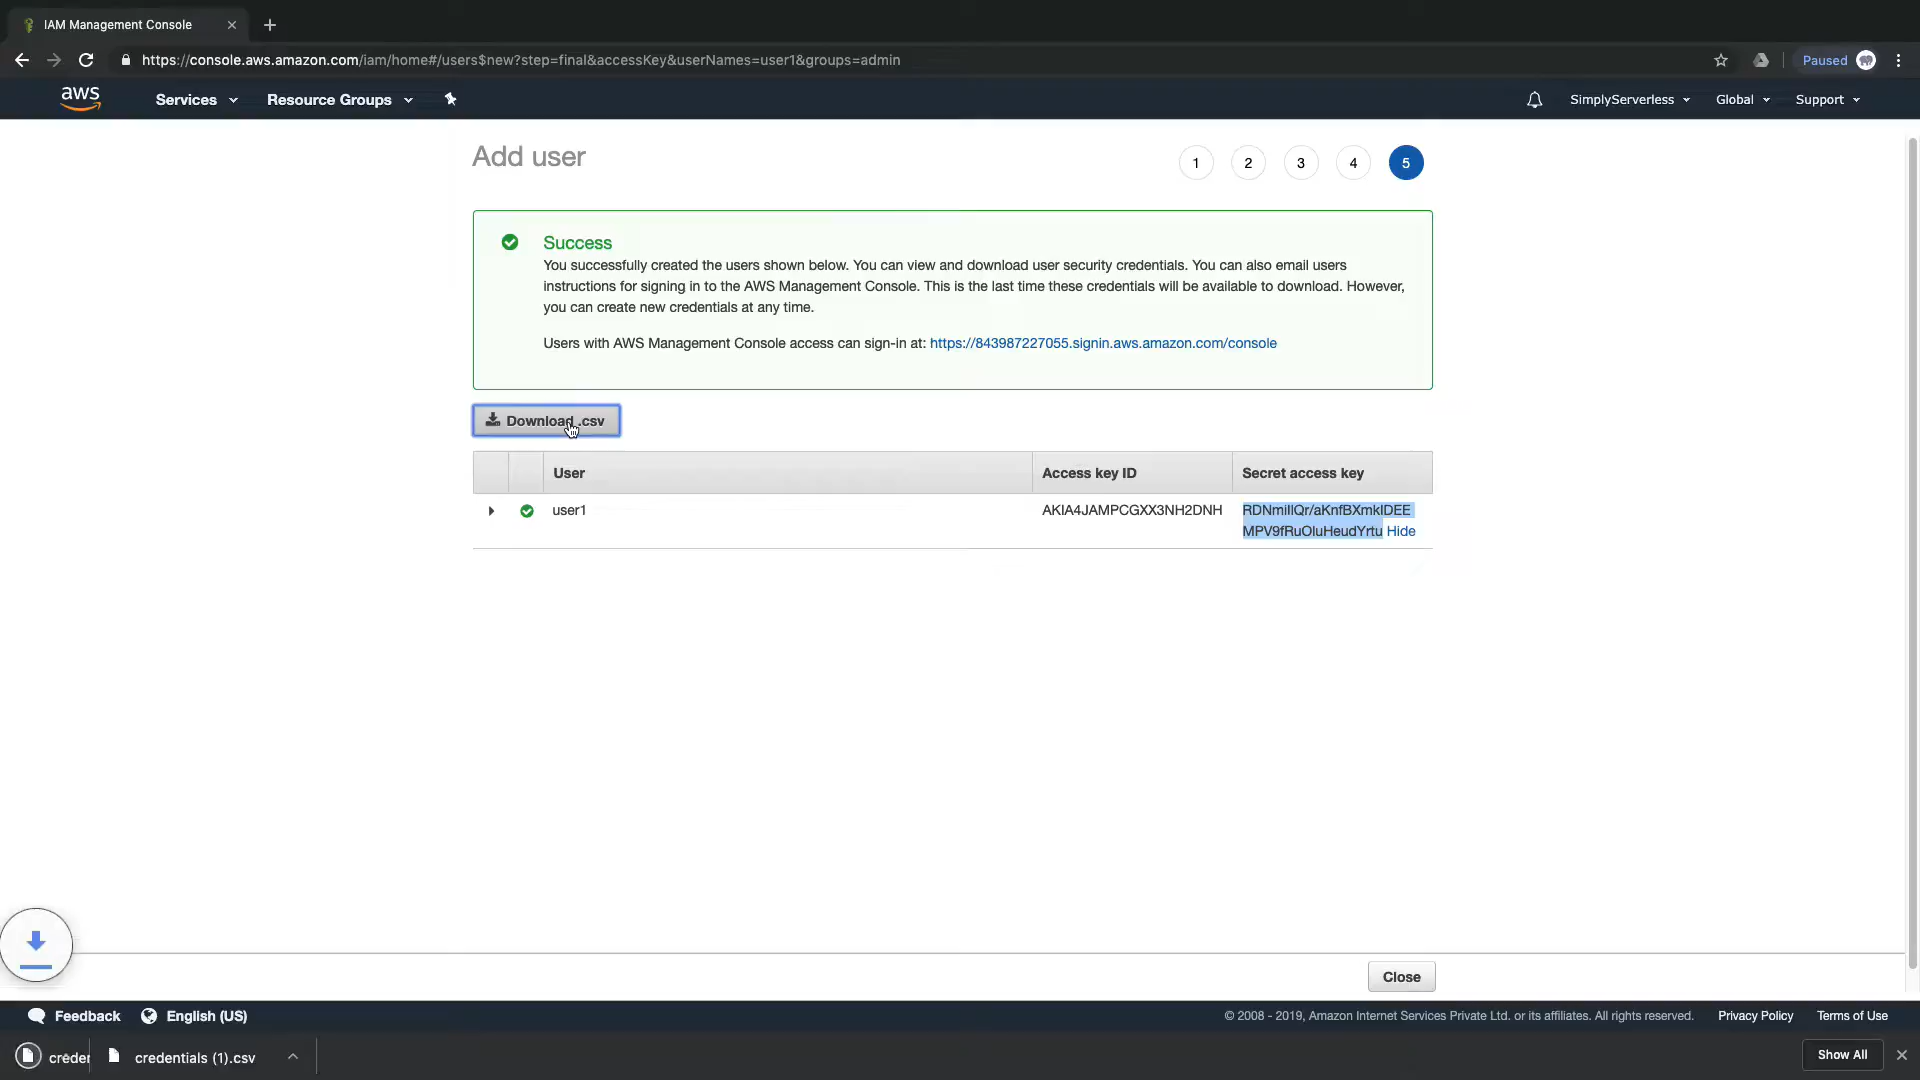 IAM Management Console
https://console.aws.amazon.com/iam/home#/users$new?step=final&accessKey&userNames=user1&groups=admin
Paused
aws
Services
Resource Groups
SimplyServerless
Global
Support
Add user
1
2
3
4
5
Success
You successfully created the users shown below. You can view and download user security credentials. You can also email users
instructions for signing in to the AWS Management Console. This is the last time these credentials will be available to download. However,
you can create new credentials at any time.
Users with AWS Management Console access can sign-in at: https://843987227055.signin.aws.amazon.com/console
Download .csv
User
Access key ID
Secret access key
user1
AKIA4JAMPCGXX3NH2DNH
Hide
Close
Feedback
English (US)
© 2008 - 2019, Amazon Internet Services Private Ltd. or its affiliates. All rights reserved.
Privacy Policy
Terms of Use
credentials (1).csv
Show All